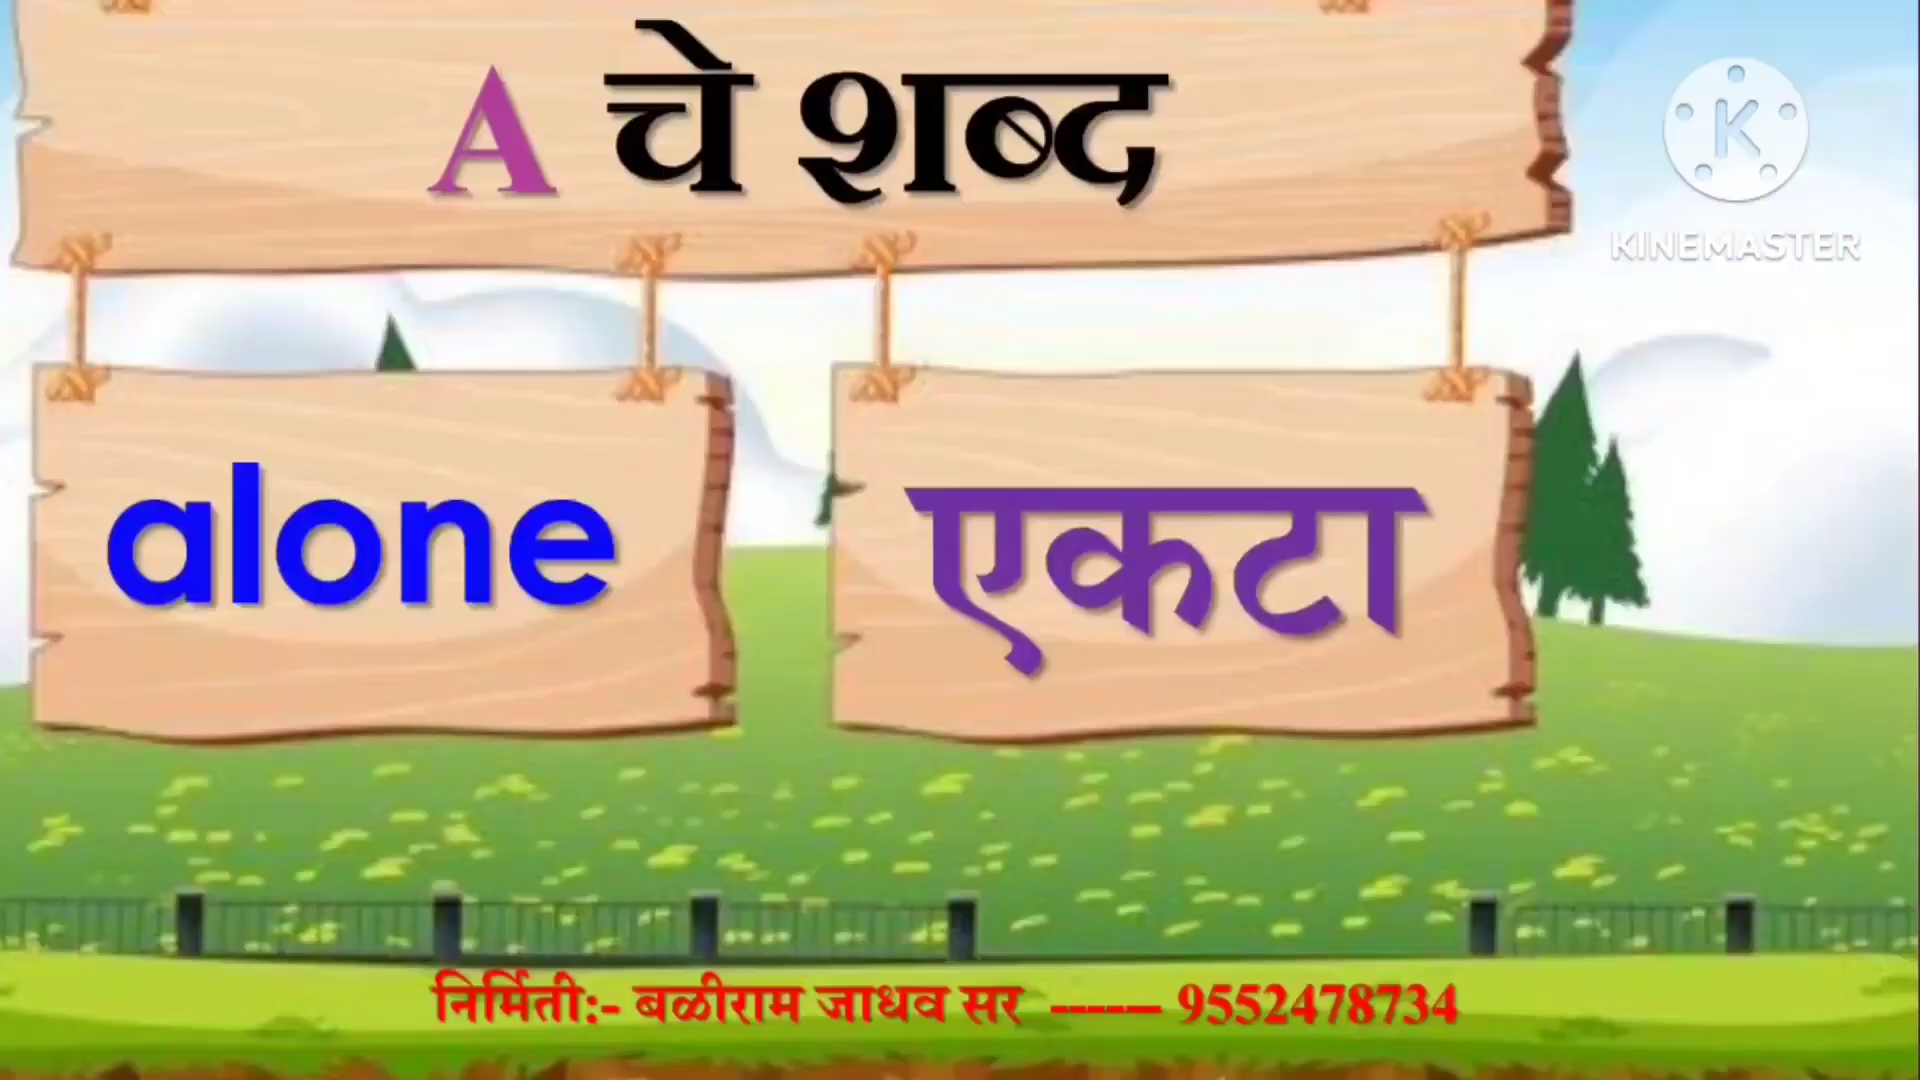 A चे शब्द
KINEMASTER
alone
एकटा
निर्मिती:- बळीराम जाधव सर ------ 9552478734